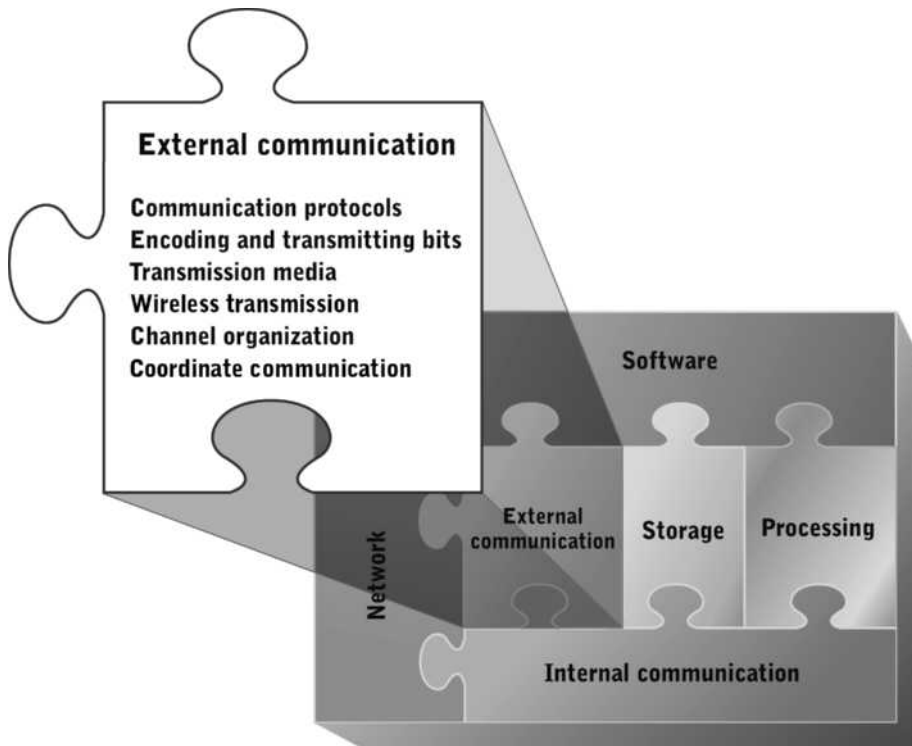 External communication
Communication protocols
Encoding and transmitting bits
Transmission media
Wireless transmission
Channel organization
Coordinate communication
Software
Network
External
communication
Storage
Processing
Internal communication